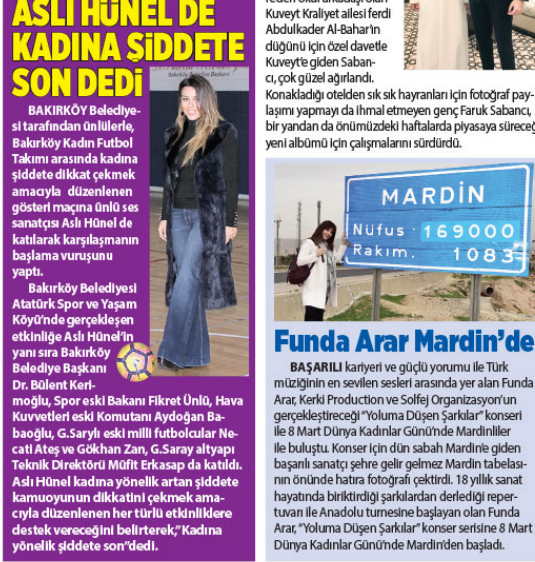 ASLI HÜNEL DE
KADINA ŞİDDETE
SON DEDİ
BAKIRKÖY Belediye-
si tarafından ünlülerle,
Bakırköy Kadın Futbol
Takımı arasında kadına
şiddete dikkat çekmek
amacıyla düzenlenen
gösteri maçına ünlü ses
sanatçısı Aslı Hünel de
katılarak karşılaşmanın
başlama vuruşunu
yaptı.
Bakırköy Belediyesi
Atatürk Spor ve Yaşam
Köyü'nde gerçekleşen
etkinliğe Aslı Hünel'in
yanı sıra Bakırköy
Belediye Başkanı
Dr. Bülent Keri-
moğlu, Spor eski Bakanı Fikret Ünlü, Hava
Kuvvetleri eski Komutanı Aydoğan Ba-
baoğlu, G.Sarylı eski milli futbolcular Ne-
cati Ateş ve Gökhan Zan, G.Saray altyapı
Teknik Direktörü Müfit Erkasap da katıldı.
Aslı Hünel kadına yönelik artan şiddete
kamuoyunun dikkatini çekmek ama-
cıyla düzenlenen her türlü etkinliklere
destek vereceğini belirterek,"Kadına
yönelik şiddete son"dedi.
Kuveyt Kraliyet ailesi ferdi
Abdulkader Al-Bahar'ın
düğünü için özel davetle
Kuveyt'e giden Saban-
cı, çok güzel ağırlandı.
Konakladığı otelden sık sık hayranları için fotoğraf pay-
laşımı yapmayı da ihmal etmeyen genç Faruk Sabancı,
bir yandan da önümüzdeki haftalarda piyasaya süreceğ
yeni albümü için çalışmalarını sürdürdü.
MARDİN
Nüfus 169000
Rakım. 1083
Funda Arar Mardin'de
BAŞARILI kariyeri ve güçlü yorumu ile Türk
müziğinin en sevilen sesleri arasında yer alan Funda
Arar, Kerki Production ve Solfej Organizasyon'un
gerçekleştireceği "Yoluma Düşen Şarkılar" konseri
ile 8 Mart Dünya Kadınlar Günü'nde Mardinliler
ile buluştu. Konser için dün sabah Mardin'e giden
başarılı sanatçı şehre gelir gelmez Mardin tabelası-
nın önünde hatıra fotoğrafı çektirdi. 18 yıllık sanat
hayatında biriktirdiği şarkılardan derlediği reper-
tuvarı ile Anadolu turnesine başlayan olan Funda
Arar, "Yoluma Düşen Şarkılar" konser serisine 8 Mart
Dünya Kadınlar Günü'nde Mardin'den başladı.